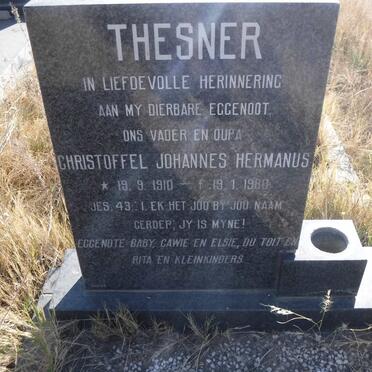 THESNER
IN LIEFDEVOLLE HERINNERING
AAN MY DIERBARE EGGENOOT.
ONS VADER EN OUPA
CHRISTOFFEL JOHANNES HERMANUS
* 19. 9. 1910 – † 19. 1. 1980
JES. 43:1. EK HET JOU BY JOU NAAM
GEROEP; JY IS MYNE!
EGGENOTE BABY, CAWIE EN ELSIE, DU TOIT EN
RITA EN KLEINKINDERS.